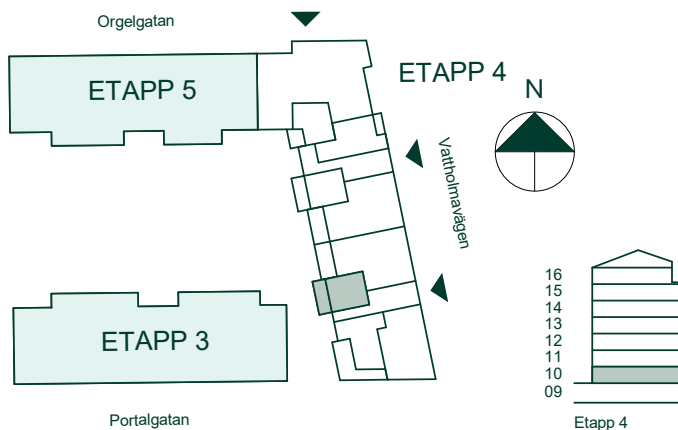 Orgelgatan
ETAPP 5
ETAPP 4
N
Vattholmavägen
ETAPP 3
Portalgatan
16
15
14
13
12
11
10
09
Etapp 4